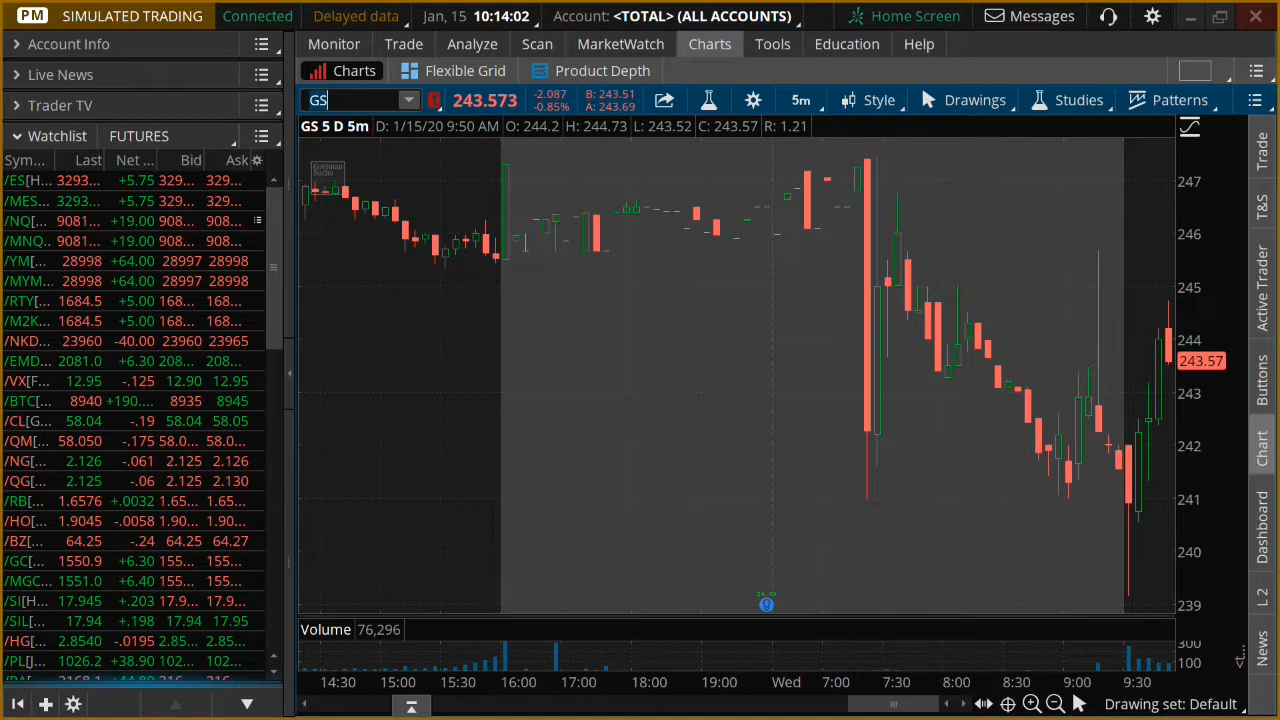 PM SIMULATED TRADING Connected Delayed data Jan, 15 10:14:02 Account: <TOTAL> (ALL ACCOUNTS) Home Screen Messages
Account Info
Live News
Trader TV
Watchlist FUTURES
Sym... Last Net ... Bid Ask
/ES[H... 3293... +5.75 329... 329...
/MES... 3293... +5.75 329... 329...
/NQ[... 9081... +19.00 908... 908...
/MNQ... 9081... +19.00 908... 908...
/YM[... 28998 +64.00 28997 28998
/MYM... 28998 +64.00 28997 28998
/RTY[... 1684.5 +5.00 168... 168...
/M2K... 1684.5 +5.00 168... 168...
/NKD... 23960 -40.00 23960 23965
/EMD... 2081.0 +6.30 208... 208...
/VX[F... 12.95 -.125 12.90 12.95
/BTC[... 8940 +190.... 8935 8945
/CL[G... 58.04 -.19 58.04 58.05
/QM[... 58.050 -.175 58.0... 58.0...
/NG[... 2.126 -.061 2.125 2.126
/QG[... 2.125 -.06 2.125 2.130
/RB[... 1.6576 +.0032 1.65... 1.65...
/HO[... 1.9045 -.0058 1.90... 1.90...
/BZ[... 64.25 -.24 64.25 64.27
/GC[... 1550.9 +6.30 155... 155...
/MGC... 1551.0 +6.40 155... 155...
/SI[H... 17.945 +.203 17.9... 17.9...
/SIL[... 17.94 +.198 17.94 17.95
/HG[... 2.8540 -.0195 2.85... 2.85...
/PL[J... 1026.2 +38.90 102... 102...
Monitor Trade Analyze Scan MarketWatch Charts Tools Education Help
Charts Flexible Grid Product Depth
GS 243.573 -2.087 -0.85% B: 243.51 A: 243.69 5m Style Drawings Studies Patterns
GS 5 D 5m D: 1/15/20 9:50 AM O: 244.2 H: 244.73 L: 243.52 C: 243.57 R: 1.21
Goldman
Sachs
247
246
245
244
243.57
243
242
241
240
239
Volume 76,296
300
100
<t...
14:30 15:00 15:30 16:00 17:00 18:00 19:00 Wed 7:00 7:30 8:00 8:30 9:00 9:30
Drawing set: Default
Trade
T&S
Active Trader
Buttons
Chart
Dashboard
L 2
News